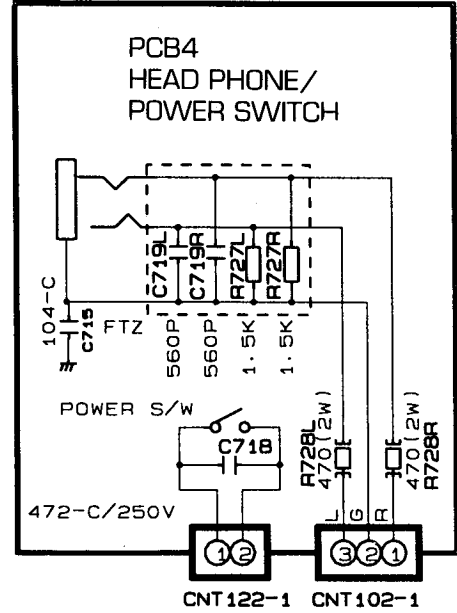 PCB4
HEAD PHONE/
POWER SWITCH
C719L
C719R
R727L
R727R
104-C
C715
FTZ
560P
560P
1.5K
1.5K
POWER S/W
C718
R728L
470(2W)
470(2W)
R728R
472-C/250V
L
G
R
1
2
3
2
1
CNT122-1
CNT102-1